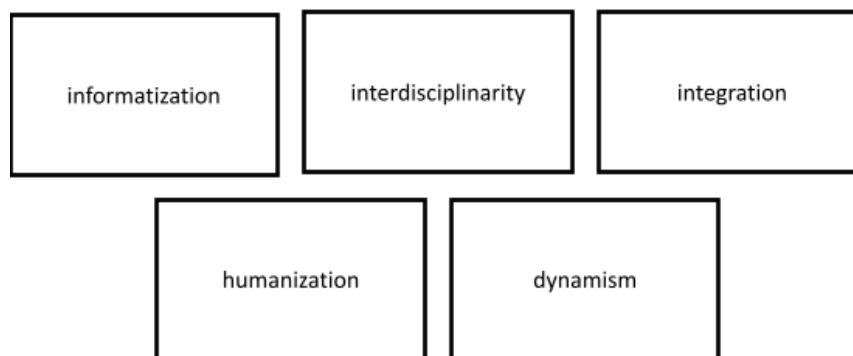 informatization
interdisciplinarity
integration
humanization
dynamism